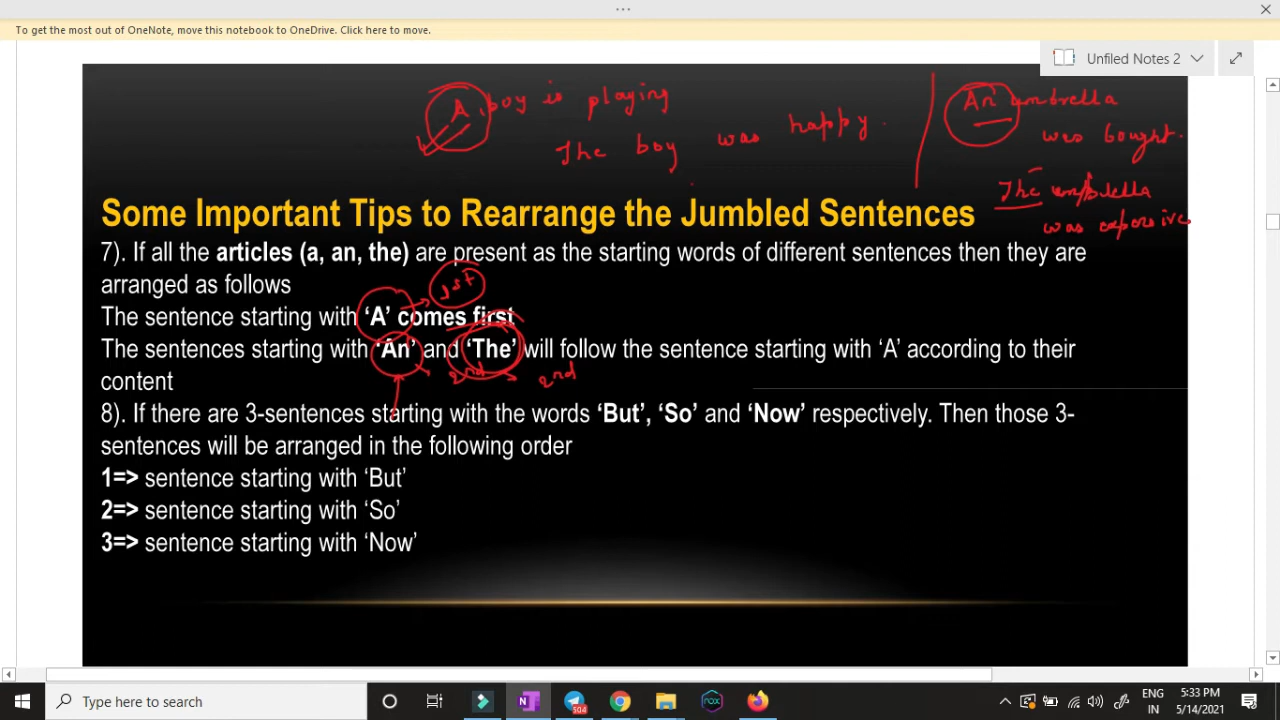 To get the most out of OneNote, move this notebook to OneDrive. Click here to move.
Unfiled Notes 2
A boy is playing
The boy was happy.
An umbrella
was bought.
The umbrella
was expensive
Some Important Tips to Rearrange the Jumbled Sentences
7). If all the articles (a, an, the) are present as the starting words of different sentences then they are
arranged as follows
1st
The sentence starting with ‘A’ comes first
The sentences starting with ‘An’ and ‘The’ will follow the sentence starting with ‘A’ according to their
2nd 2nd
content
8). If there are 3-sentences starting with the words ‘But’, ‘So’ and ‘Now’ respectively. Then those 3-
sentences will be arranged in the following order
1=> sentence starting with ‘But’
2=> sentence starting with ‘So’
3=> sentence starting with ‘Now’
Type here to search
504
nox
ENG
IN
5:33 PM
5/14/2021